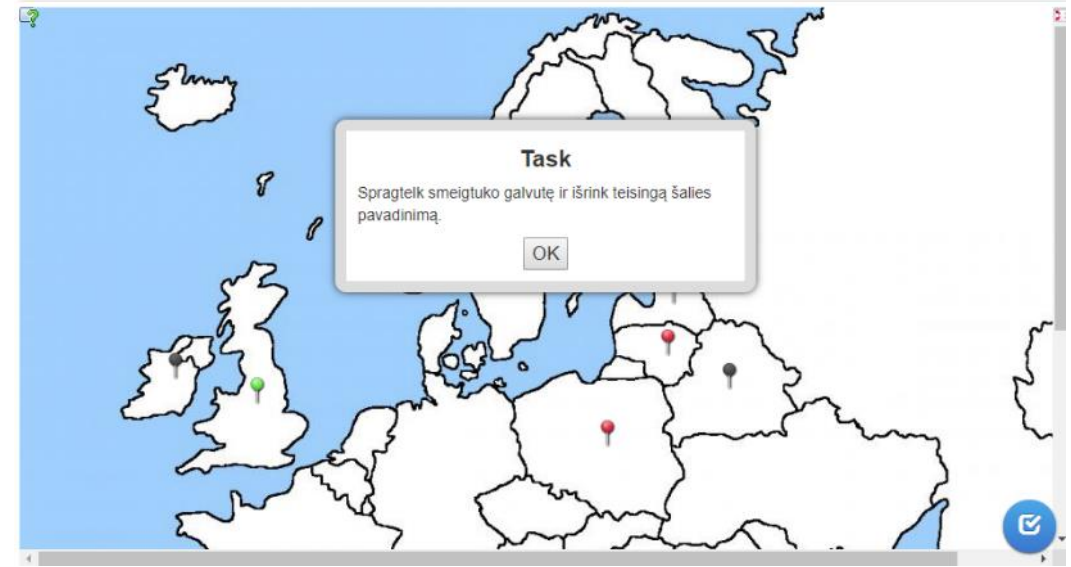 Task
Spragtelk smeigtuko galvutę ir išrink teisingą šalies
pavadinimą.
OK